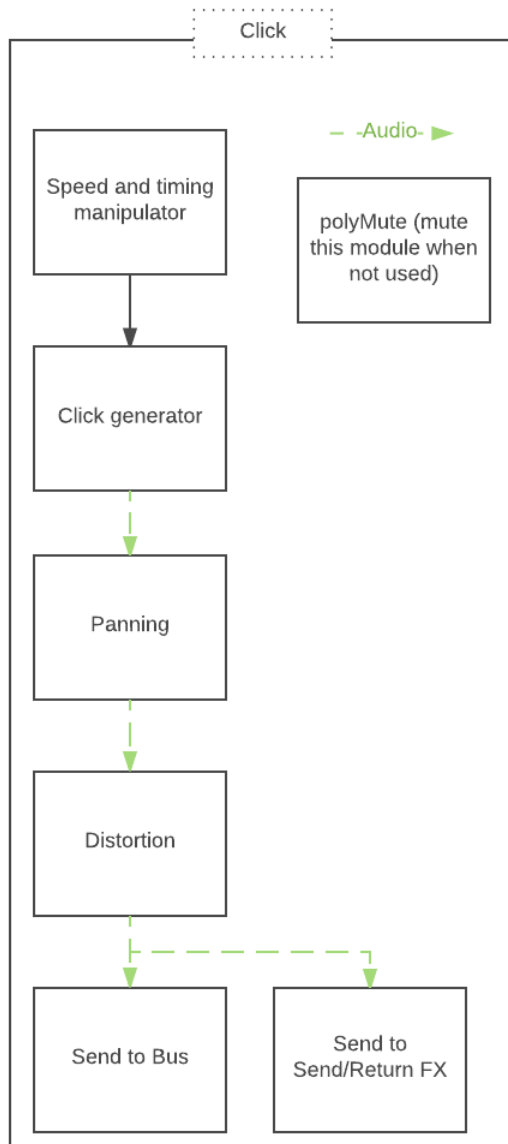 Click
Audio
Speed and timing
manipulator
polyMute (mute
this module when
not used)
Click generator
Panning
Distortion
Send to Bus
Send to
Send/Return FX